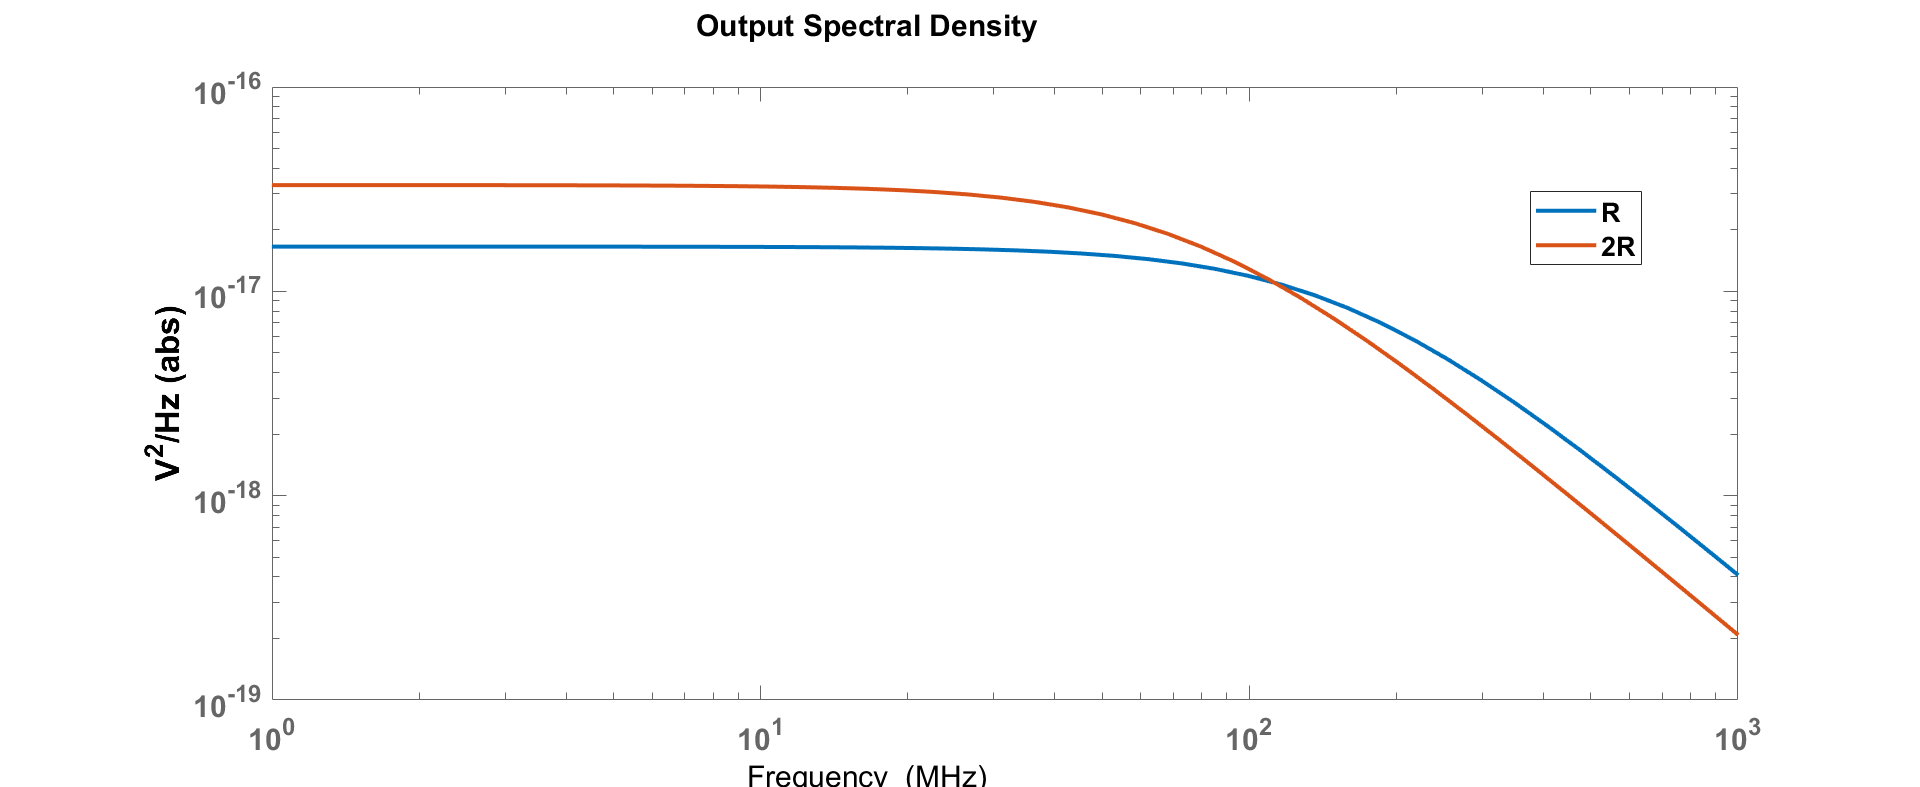 Output Spectral Density
10^-16
10^-17
10^-18
10^-19
V^2/Hz (abs)
R
2R
10^0 10^1 10^2 10^3
Frequency (MHz)